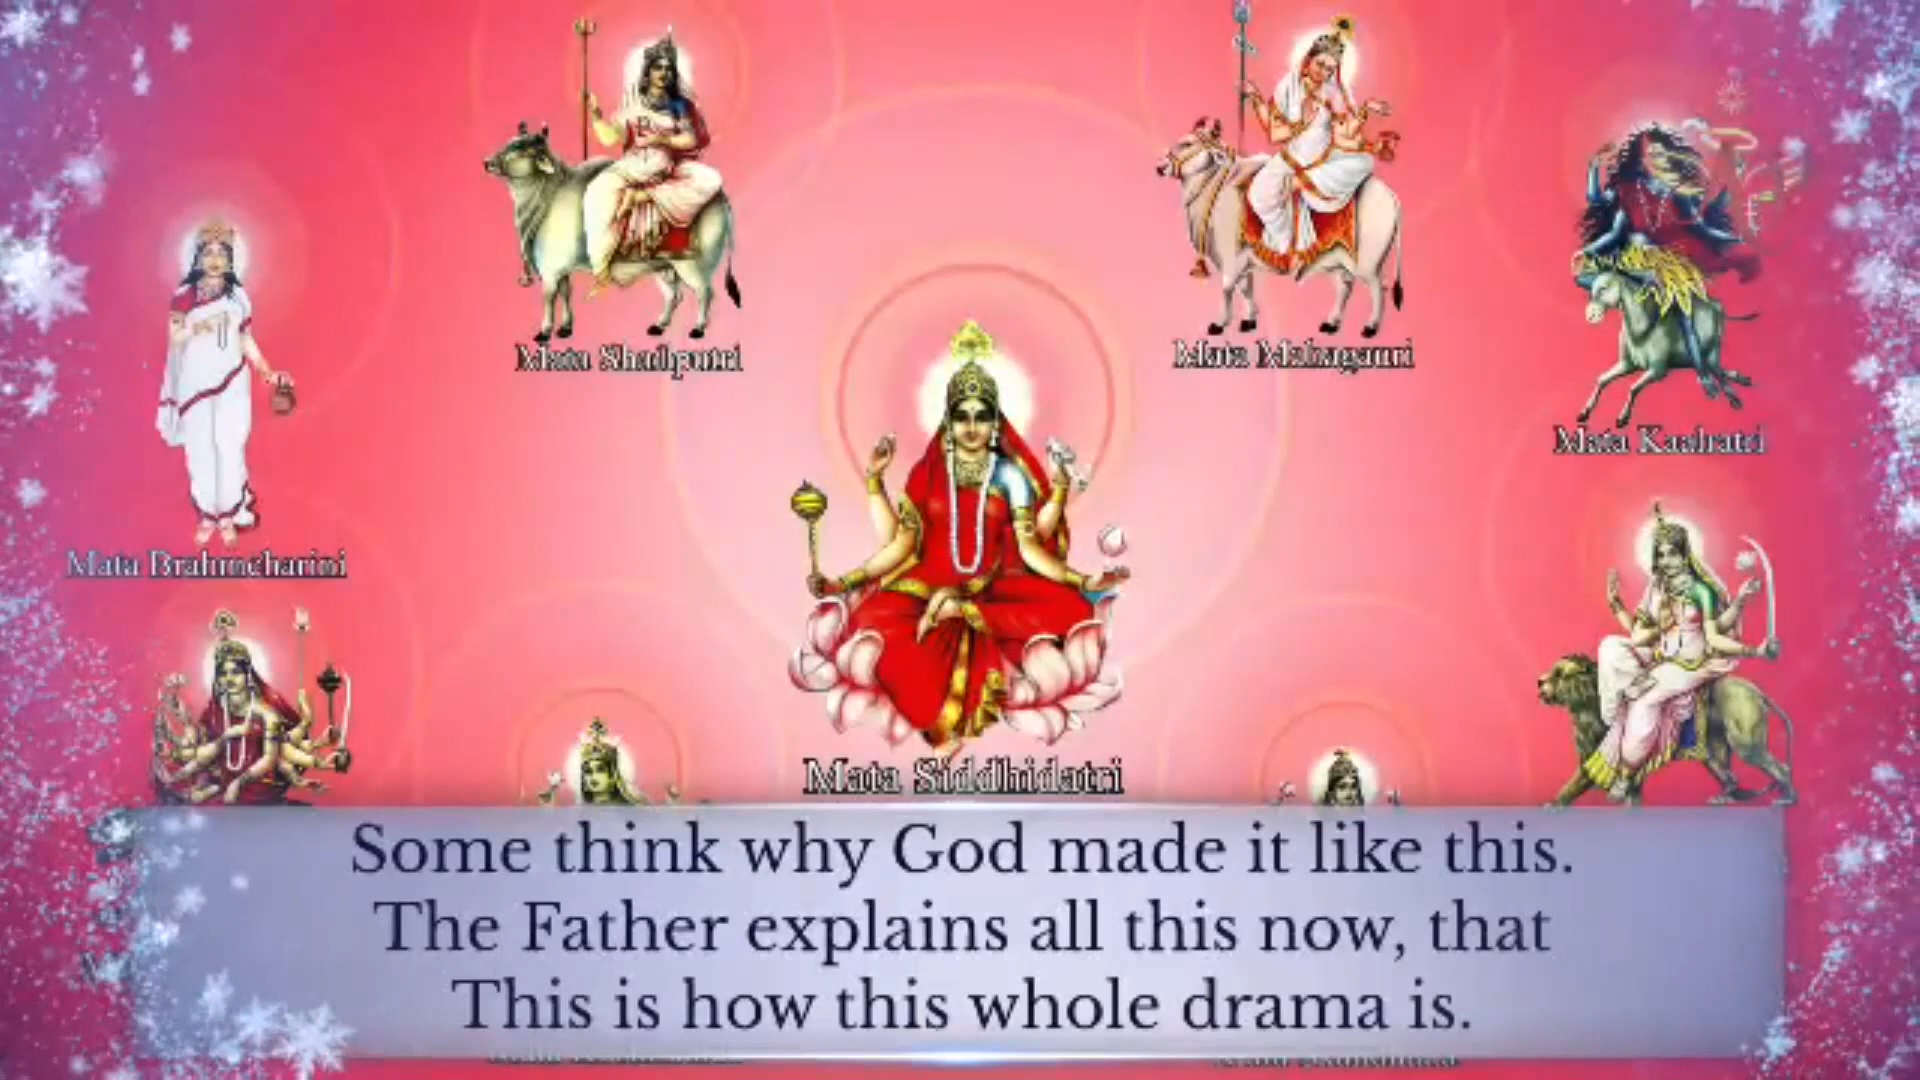 Mata Shailputri
Mata Mahagauri
Mata Kaalratri
Mata Brahmcharini
Mata Siddhidatri
Some think why God made it like this.
The Father explains all this now, that
This is how this whole drama is.